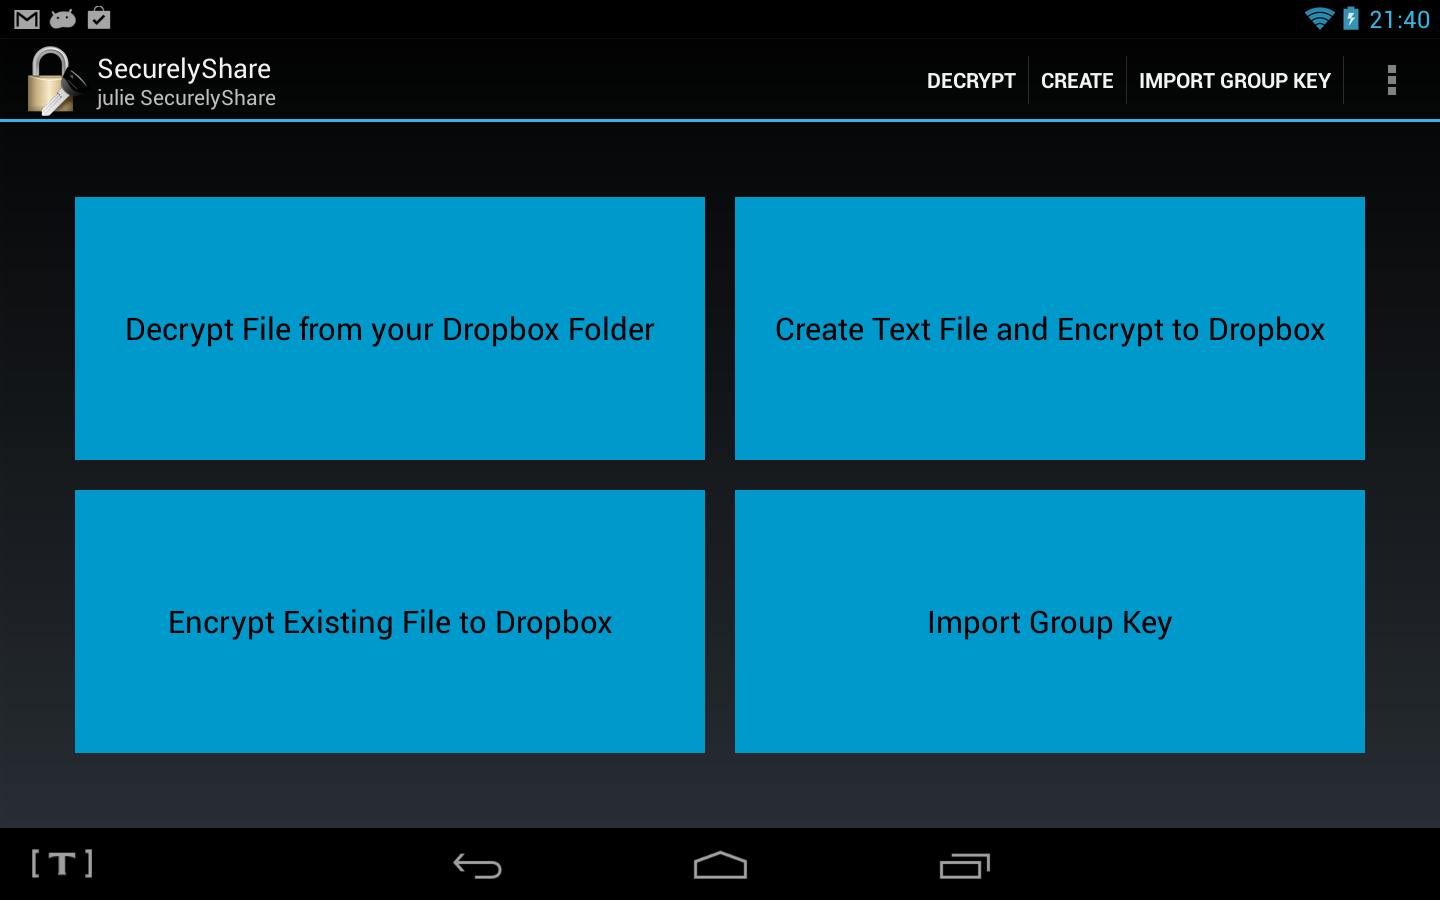 21:40
SecurelyShare
julie SecurelyShare
DECRYPT
CREATE
IMPORT GROUP KEY
Decrypt File from your Dropbox Folder
Create Text File and Encrypt to Dropbox
Encrypt Existing File to Dropbox
Import Group Key
[T]